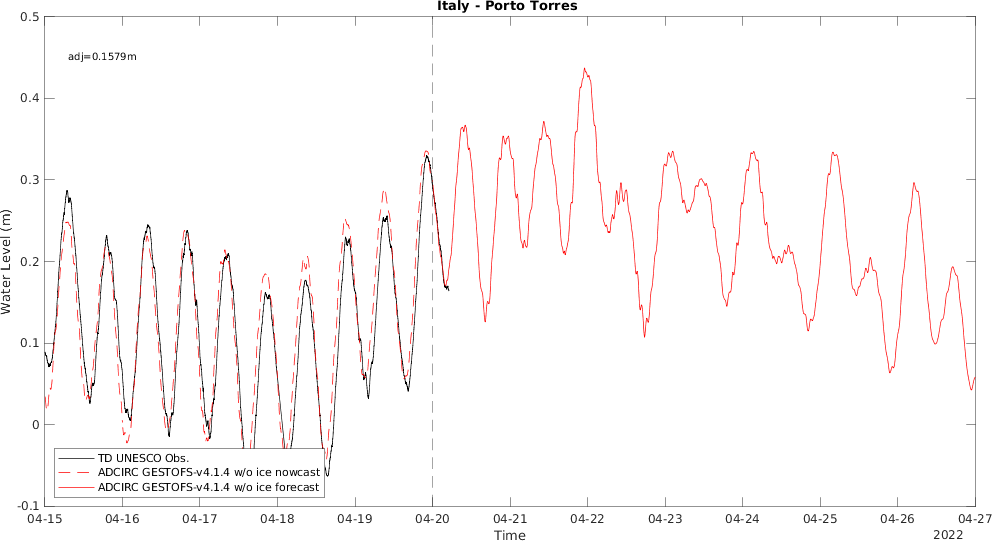 Italy - Porto Torres
adj=0.1579m
Water Level (m)
0.5
0.4
0.3
0.2
0.1
0
-0.1
TD UNESCO Obs.
ADCIRC GESTOFS-v4.1.4 w/o ice nowcast
ADCIRC GESTOFS-v4.1.4 w/o ice forecast
04-15 04-16 04-17 04-18 04-19 04-20 04-21 04-22 04-23 04-24 04-25 04-26 04-27
Time
2022